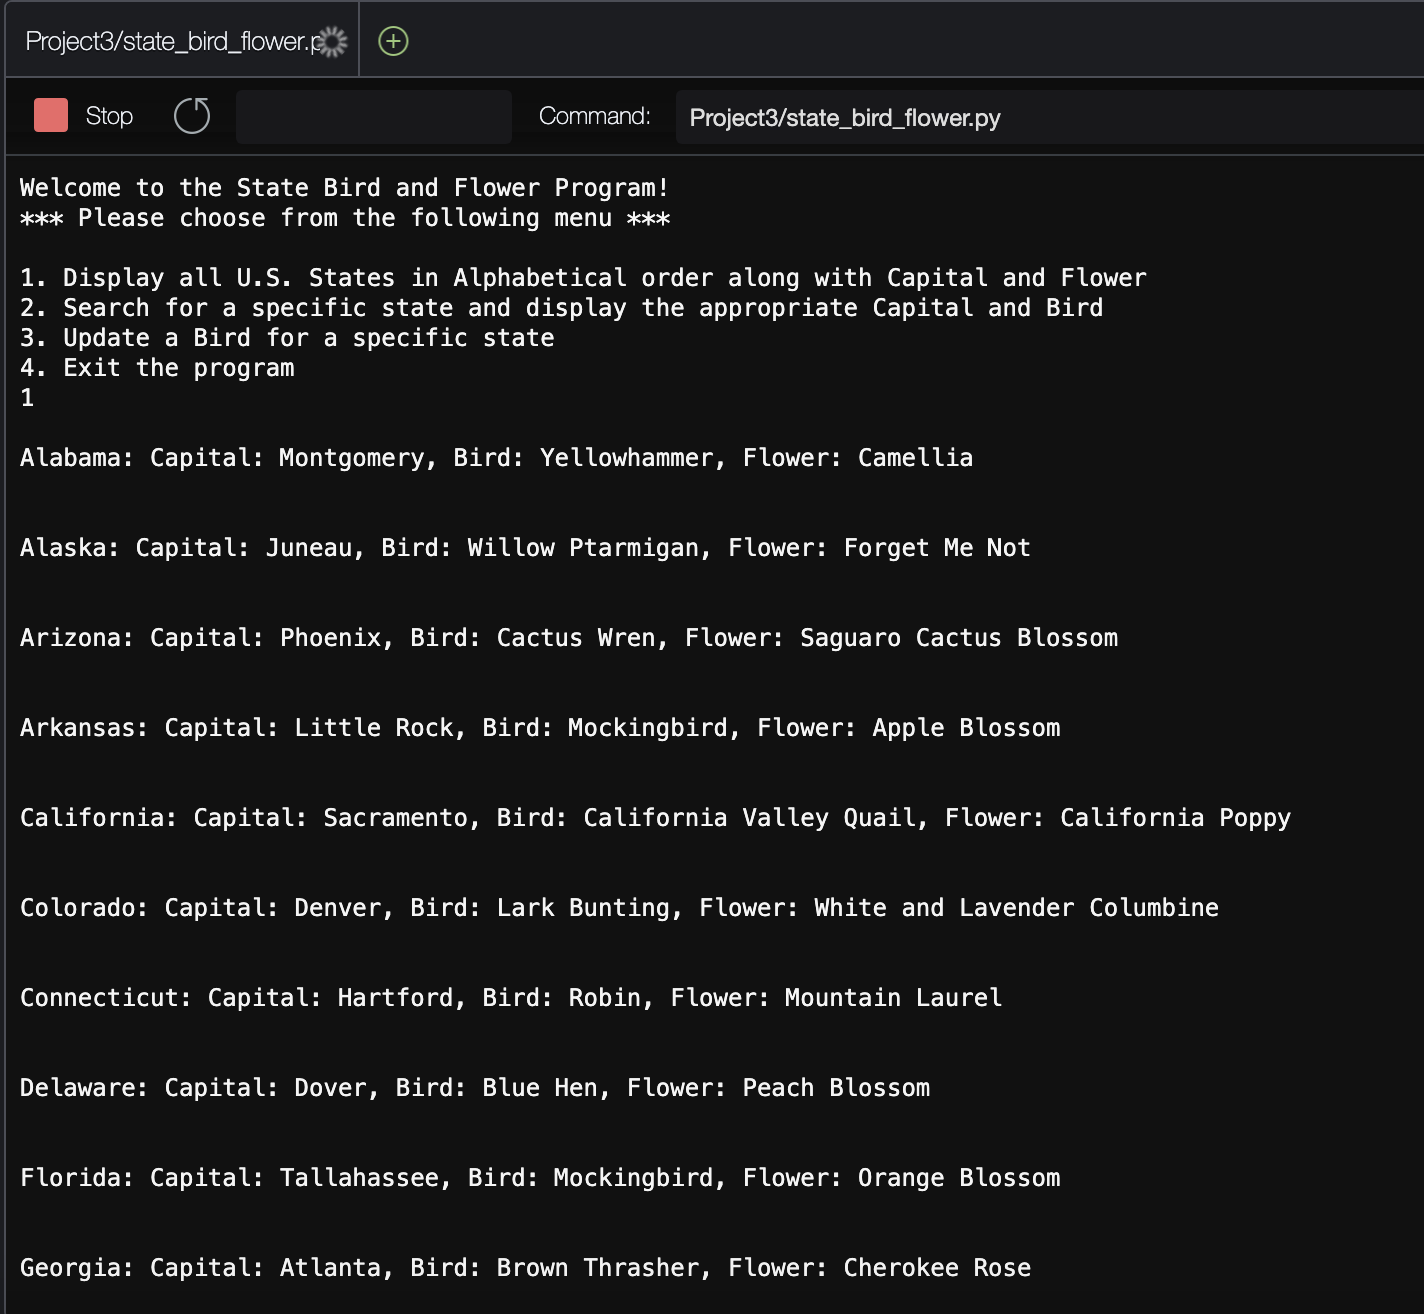 Project3/state_bird_flower.p
Stop
Command: Project3/state_bird_flower.py
Welcome to the State Bird and Flower Program!
*** Please choose from the following menu ***
1. Display all U.S. States in Alphabetical order along with Capital and Flower
2. Search for a specific state and display the appropriate Capital and Bird
3. Update a Bird for a specific state
4. Exit the program
1
Alabama: Capital: Montgomery, Bird: Yellowhammer, Flower: Camellia
Alaska: Capital: Juneau, Bird: Willow Ptarmigan, Flower: Forget Me Not
Arizona: Capital: Phoenix, Bird: Cactus Wren, Flower: Saguaro Cactus Blossom
Arkansas: Capital: Little Rock, Bird: Mockingbird, Flower: Apple Blossom
California: Capital: Sacramento, Bird: California Valley Quail, Flower: California Poppy
Colorado: Capital: Denver, Bird: Lark Bunting, Flower: White and Lavender Columbine
Connecticut: Capital: Hartford, Bird: Robin, Flower: Mountain Laurel
Delaware: Capital: Dover, Bird: Blue Hen, Flower: Peach Blossom
Florida: Capital: Tallahassee, Bird: Mockingbird, Flower: Orange Blossom
Georgia: Capital: Atlanta, Bird: Brown Thrasher, Flower: Cherokee Rose